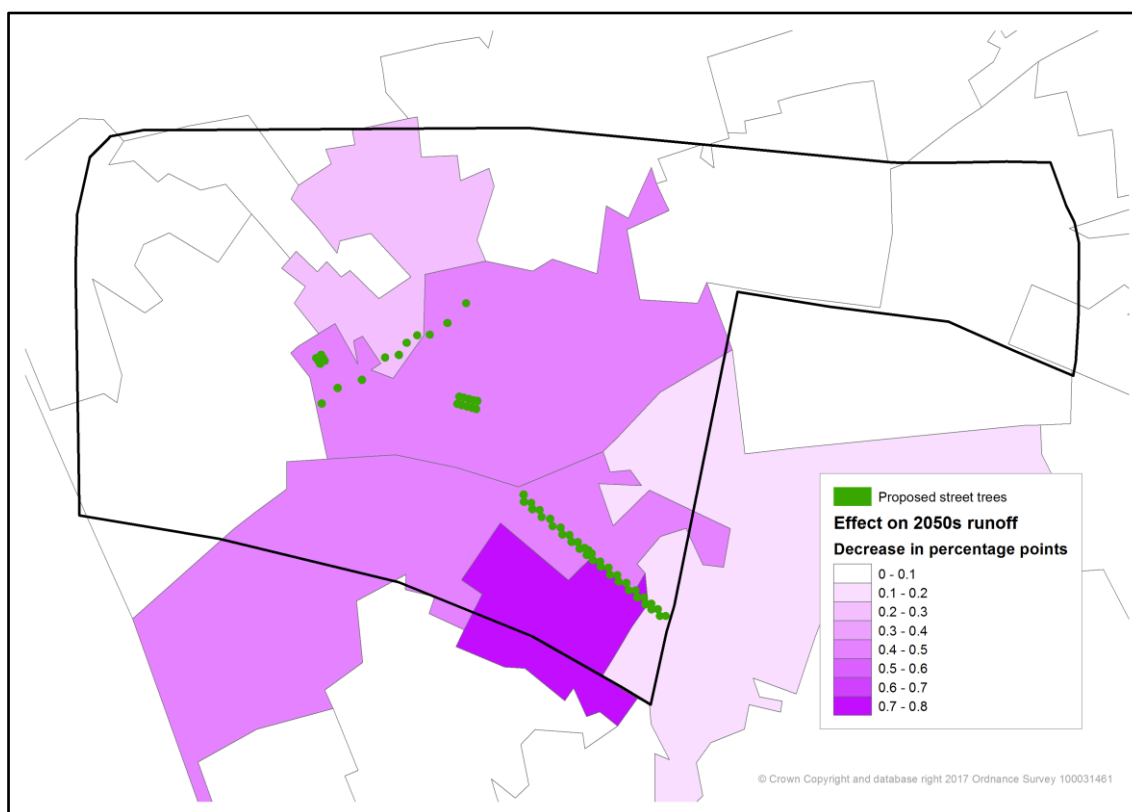 Proposed street trees
Effect on 2050s runoff
Decrease in percentage points
0 - 0.1
0.1 - 0.2
0.2 - 0.3
0.3 - 0.4
0.4 - 0.5
0.5 - 0.6
0.6 - 0.7
0.7 - 0.8
© Crown Copyright and database right 2017 Ordnance Survey 100031461